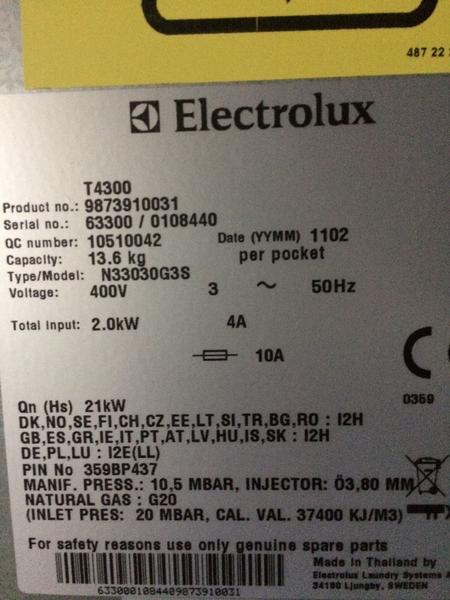 487 22
Electrolux
T4300
Product no.: 9873910031
Serial no.: 63300 / 0108440
QC number: 10510042 Date (YYMM) 1102
Capacity: 13.6 kg per pocket
Type/Model: N33030G3S
Voltage: 400V 3 ~ 50Hz
Total input: 2.0kW 4A
10A
CE
0359
Qn (Hs) 21kW
DK,NO,SE,FI,CH,CZ,EE,LT,SI,TR,BG,RO : I2H
GB,ES,GR,IE,IT,PT,AT,LV,HU,IS,SK : I2H
DE,PL,LU : I2E(LL)
PIN No 359BP437
MANIF. PRESS.: 10,5 MBAR, INJECTOR: Ö3,80 MM
NATURAL GAS : G20
(INLET PRES: 20 MBAR, CAL. VAL. 37400 KJ/M3)
For safety reasons use only genuine spare parts
Made in Thailand by
Electrolux Laundry Systems
34180 Ljungby, SWEDEN
6330001084409873910031